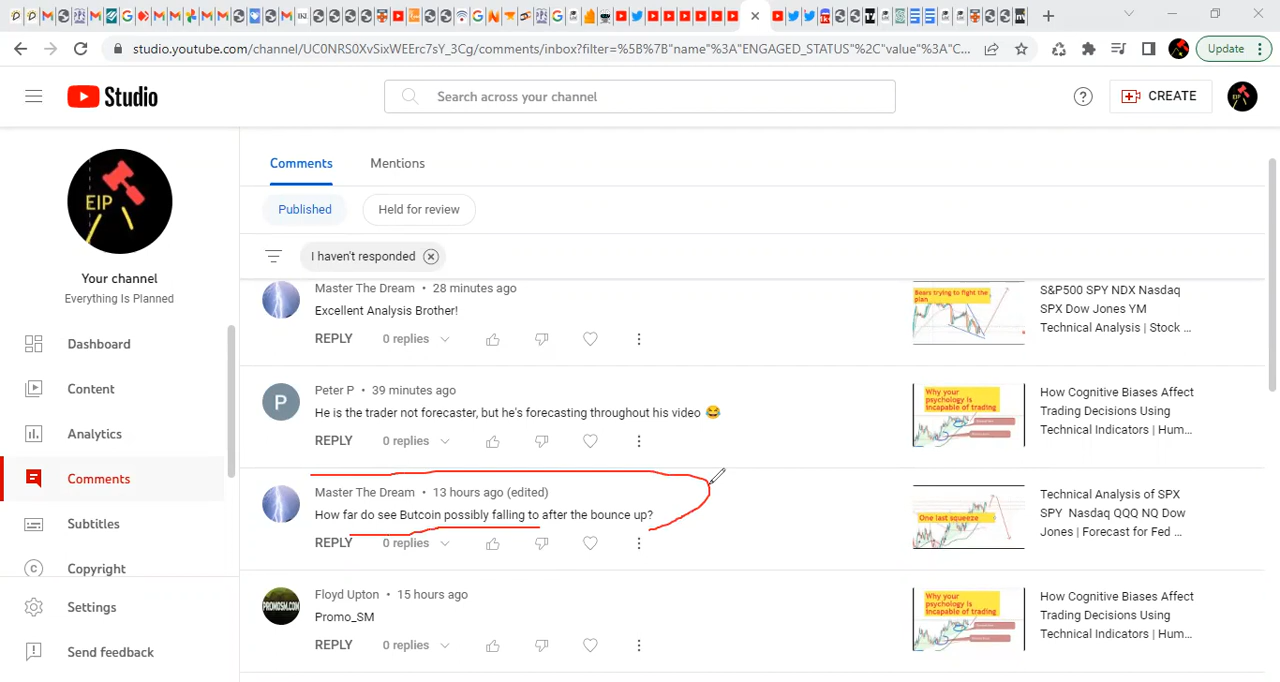 studio.youtube.com/channel/UC0NRS0XvSixWEErc7sY_3Cg/comments/inbox?filter=%5B%7B"name"%3A"ENGAGED_STATUS"%2C"value"%3A"C...
Update
Studio
Search across your channel
CREATE
EIP
Your channel
Everything Is Planned
Dashboard
Content
Analytics
Comments
Subtitles
Copyright
Settings
Send feedback
Comments
Mentions
Published
Held for review
I haven't responded
Master The Dream • 28 minutes ago
Excellent Analysis Brother!
REPLY
0 replies
Bears trying to fight the
plan
S&P500 SPY NDX Nasdaq
SPX Dow Jones YM
Technical Analysis | Stock ...
P
Peter P • 39 minutes ago
He is the trader not forecaster, but he's forecasting throughout his video 😂
REPLY
0 replies
Why your
psychology is
incapable of trading
How Cognitive Biases Affect
Trading Decisions Using
Technical Indicators | Hum...
Master The Dream • 13 hours ago (edited)
How far do see Butcoin possibly falling to after the bounce up?
REPLY
0 replies
One last squeeze
Technical Analysis of SPX
SPY Nasdaq QQQ NQ Dow
Jones | Forecast for Fed ...
PROMOSM.COM
Floyd Upton • 15 hours ago
Promo_SM
REPLY
0 replies
Why your
psychology is
incapable of trading
How Cognitive Biases Affect
Trading Decisions Using
Technical Indicators | Hum...